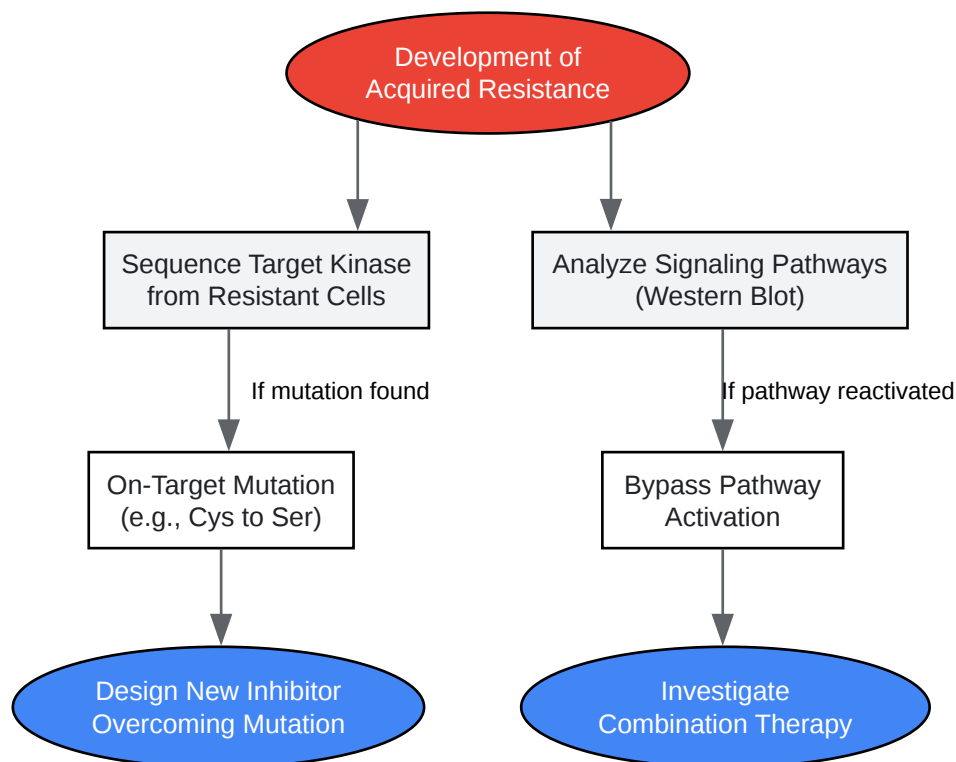 Development of
Acquired Resistance
Sequence Target Kinase
from Resistant Cells
Analyze Signaling Pathways
(Western Blot)
If mutation found
If pathway reactivated
On-Target Mutation
(e.g., Cys to Ser)
Bypass Pathway
Activation
Design New Inhibitor
Overcoming Mutation
Investigate
Combination Therapy